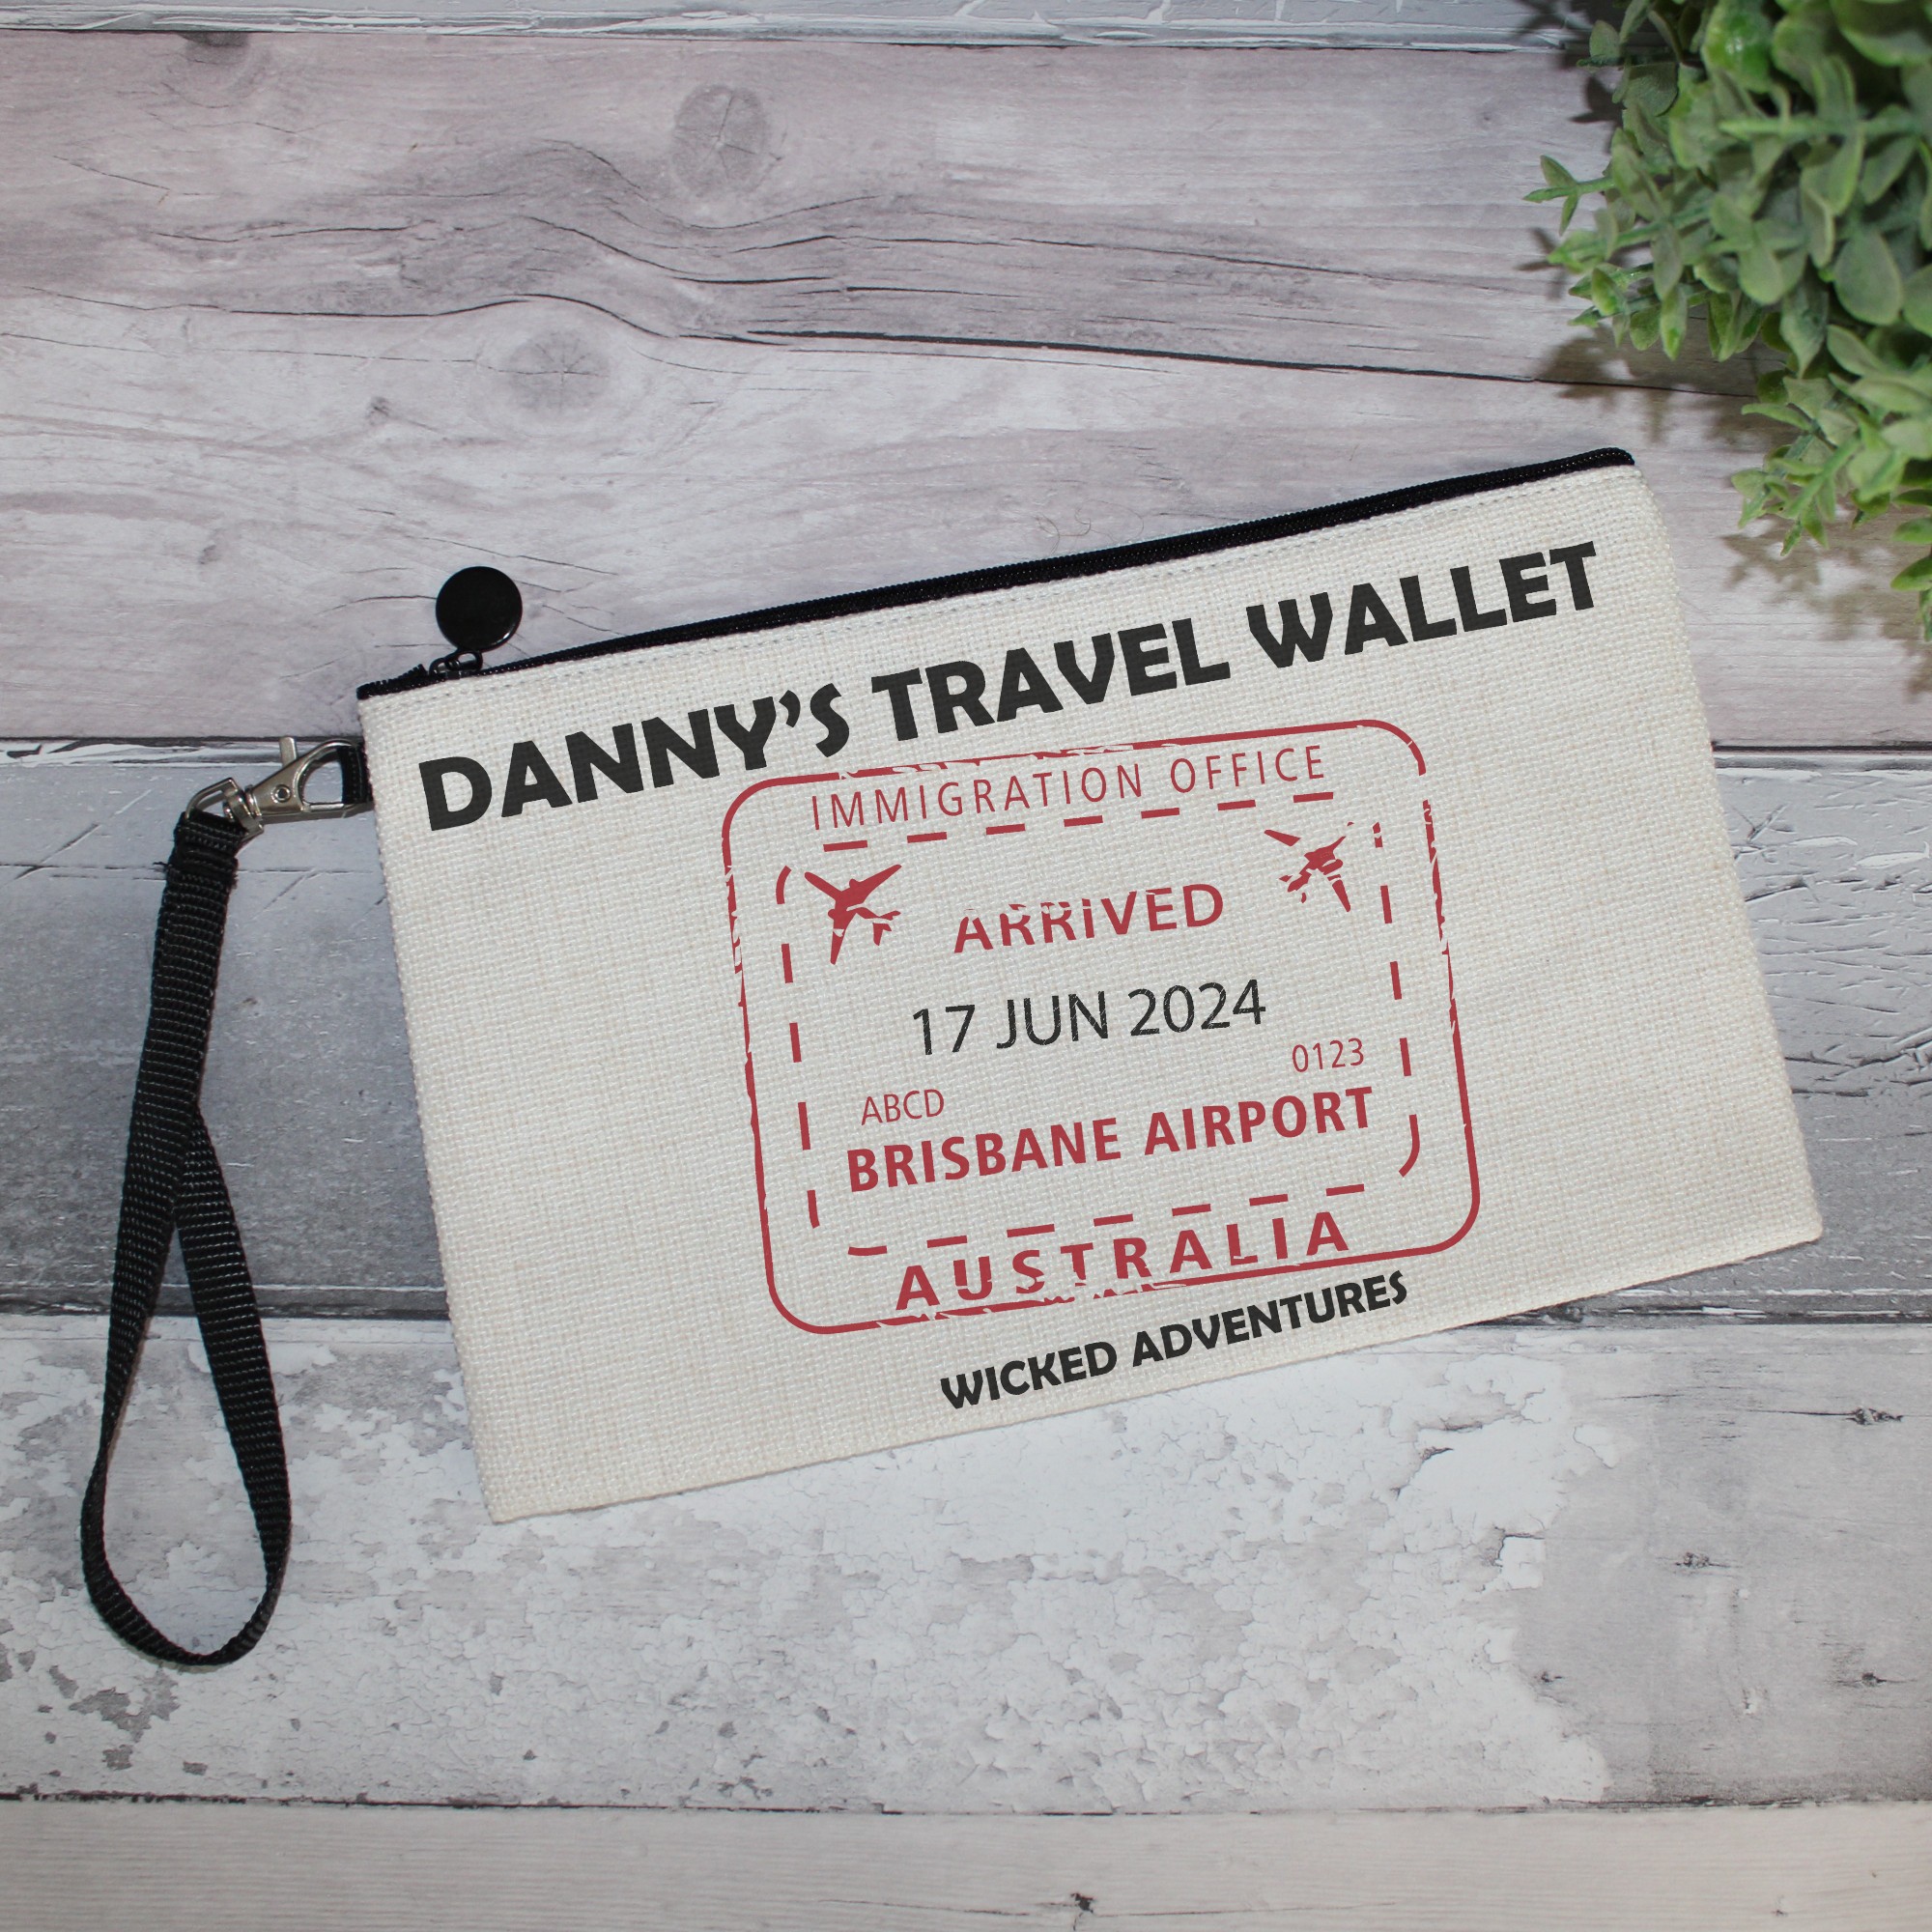 DANNY'S TRAVEL WALLET
IMMIGRATION OFFICE
ARRIVED
17 JUN 2024
0123
ABCD
BRISBANE AIRPORT
AUSTRALIA
WICKED ADVENTURES